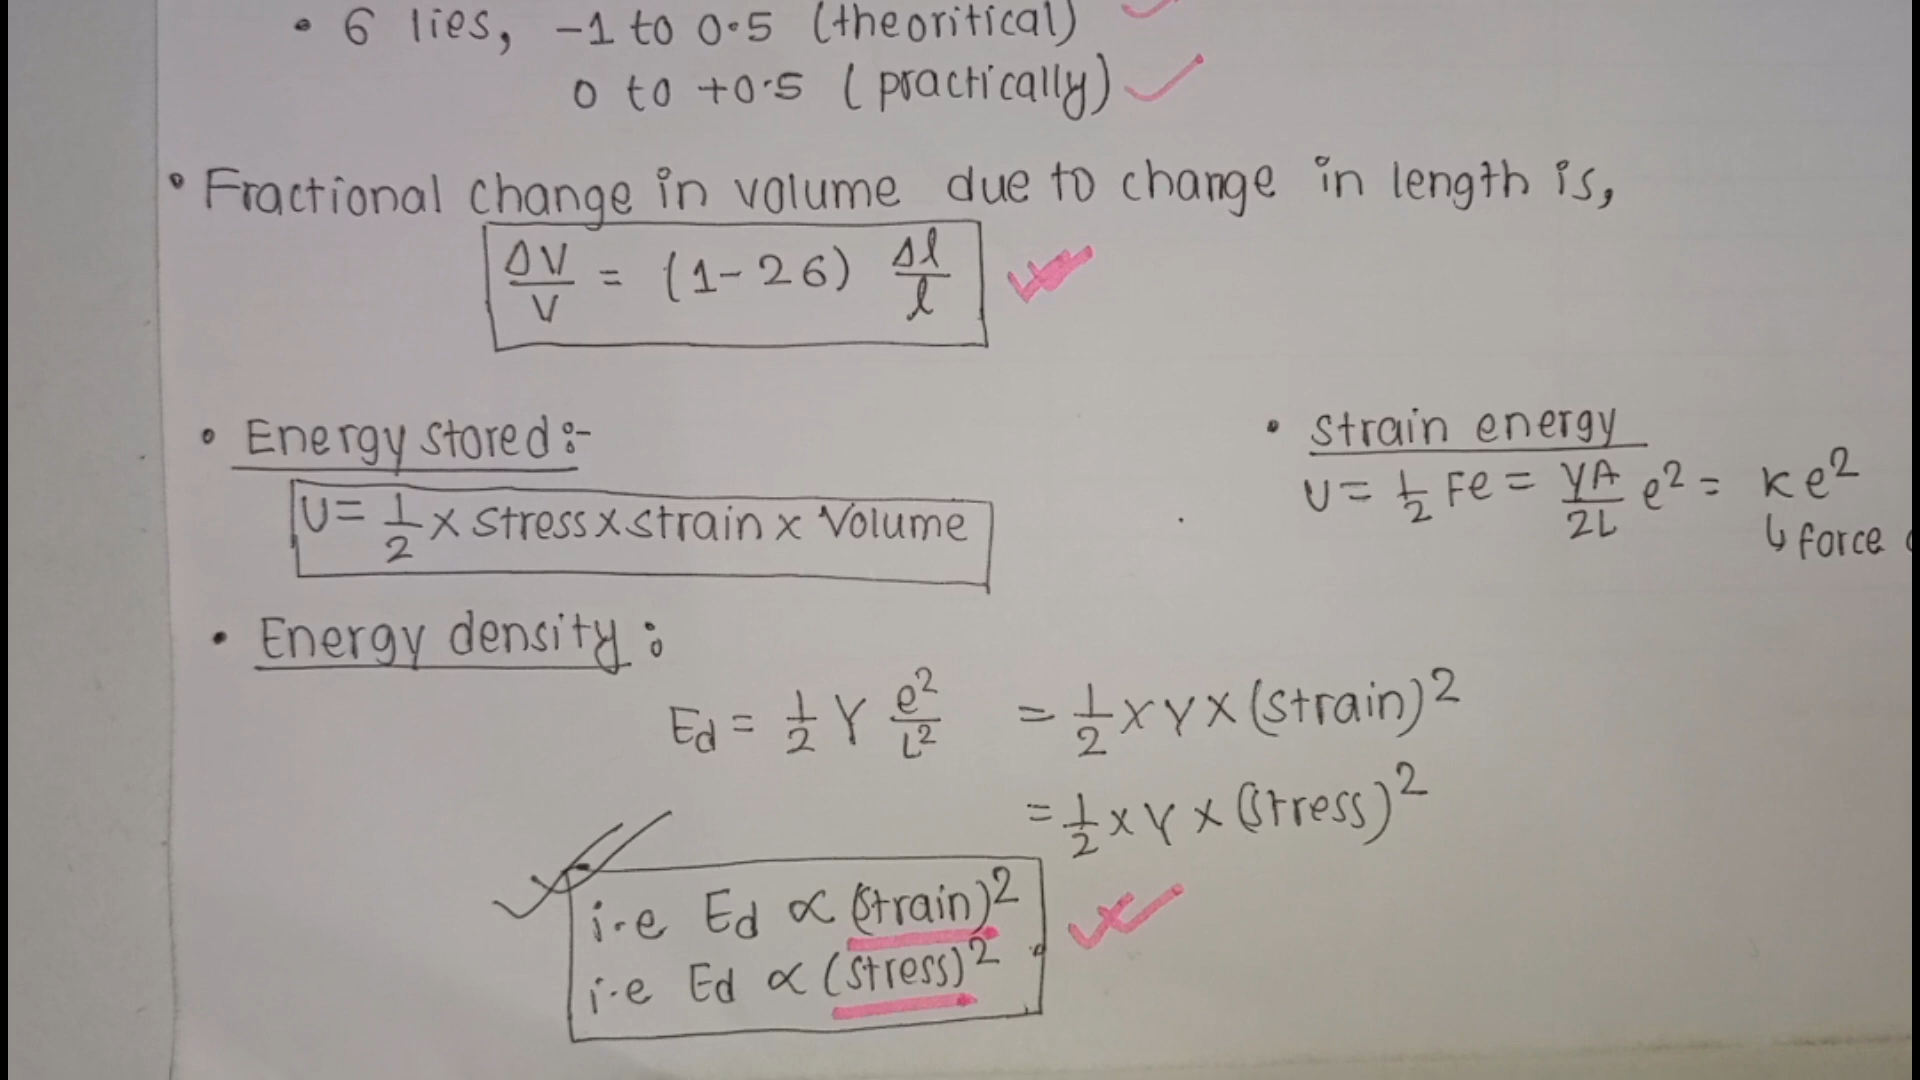 • 6 lies, -1 to 0.5 (theoritical)
0 to +0.5 (practically)
• Fractional change in volume due to change in length is,
ΔV/V = (1-26) Δl/l
• Energy stored :-
U = 1/2 x stress x strain x Volume
• strain energy
U = 1/2 Fe = YA/2L e² = Ke²
↳ force
• Energy density :
Ed = 1/2 Y e²/L² = 1/2 x Y x (strain)²
= 1/2 x Y x (stress)²
i.e Ed ∝ (strain)²
i.e Ed ∝ (stress)²